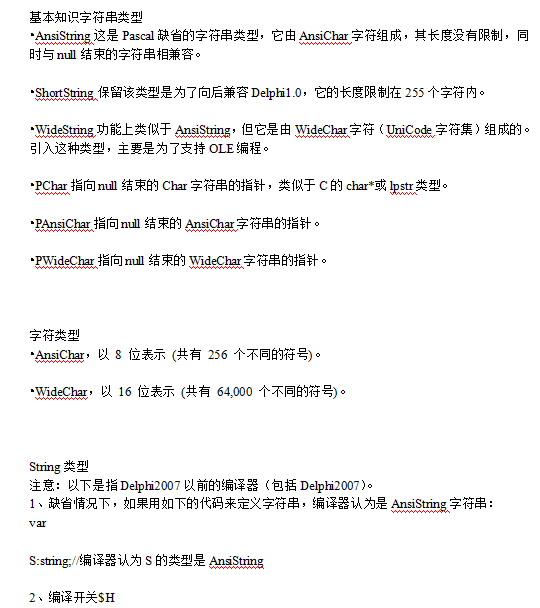 基本知识字符串类型
•AnsiString 这是 Pascal 缺省的字符串类型，它由 AnsiChar 字符组成，其长度没有限制，同
时与 null 结束的字符串相兼容。
•ShortString 保留该类型是为了向后兼容 Delphi1.0，它的长度限制在 255 个字符内。
•WideString 功能上类似于 AnsiString，但它是由 WideChar 字符（UniCode 字符集）组成的。
引入这种类型，主要是为了支持 OLE 编程。
•PChar 指向 null 结束的 Char 字符串的指针，类似于 C 的 char*或 lpstr 类型。
•PAnsiChar 指向 null 结束的 AnsiChar 字符串的指针。
•PWideChar 指向 null 结束的 WideChar 字符串的指针。
字符类型
•AnsiChar，以 8 位表示 (共有 256 个不同的符号)。
•WideChar，以 16 位表示 (共有 64,000 个不同的符号)。
String 类型
注意：以下是指 Delphi2007 以前的编译器（包括 Delphi2007）。
1、缺省情况下，如果用如下的代码来定义字符串，编译器认为是 AnsiString 字符串：
var
S:string;//编译器认为 S 的类型是 AnsiString
2、编译开关$H